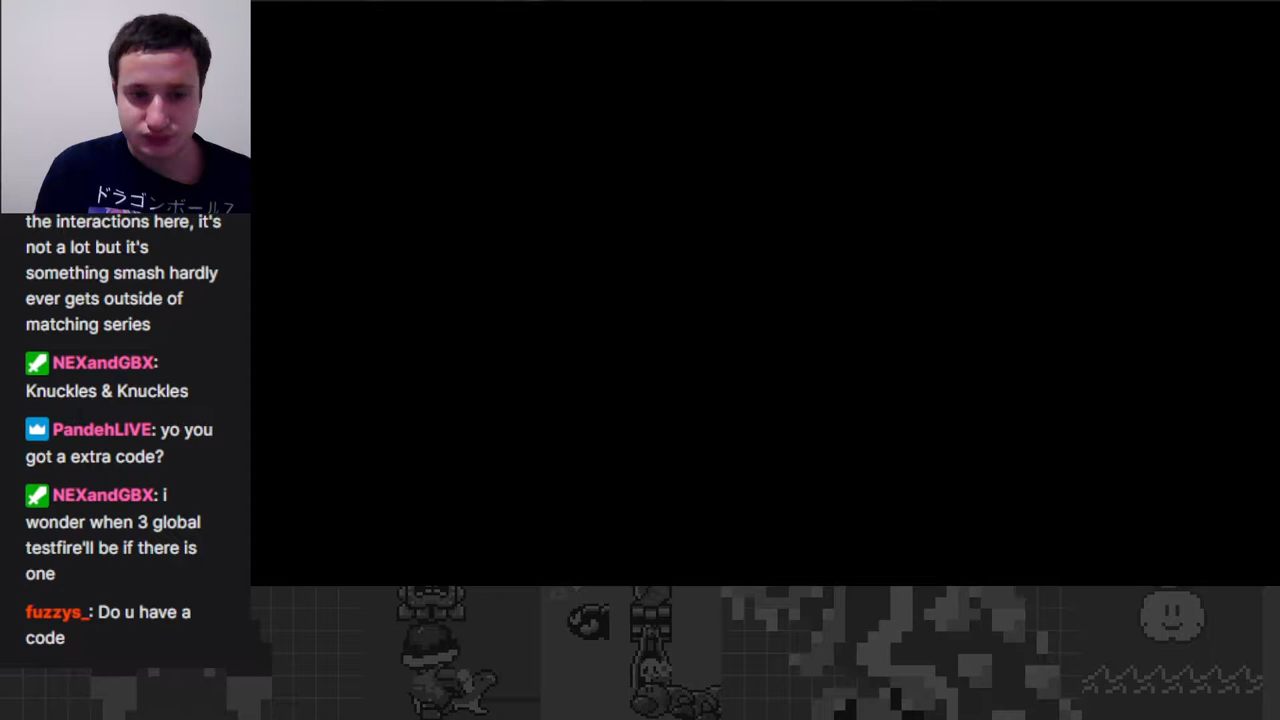 ドラゴンボールZ
the interactions here, it's
not a lot but it's
something smash hardly
ever gets outside of
matching series
NEXandGBX:
Knuckles & Knuckles
PandehLIVE: yo you
got a extra code?
NEXandGBX: i
wonder when 3 global
testfire'll be if there is
one
fuzzys_: Do u have a
code